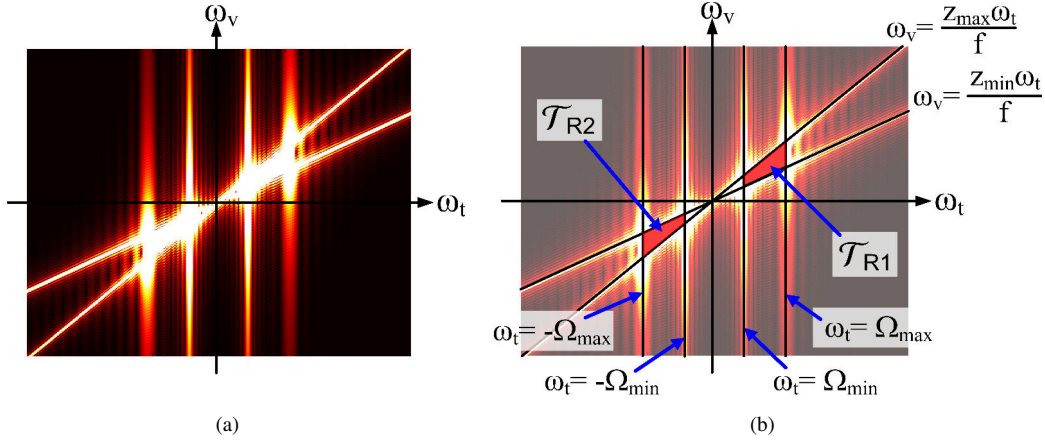 ωv
ωt
(a)
ωv
ωv= zmaxωt / f
ωv= zminωt / f
𝒯R2
ωt
𝒯R1
ωt= -Ωmax
ωt= Ωmax
ωt= -Ωmin
ωt= Ωmin
(b)